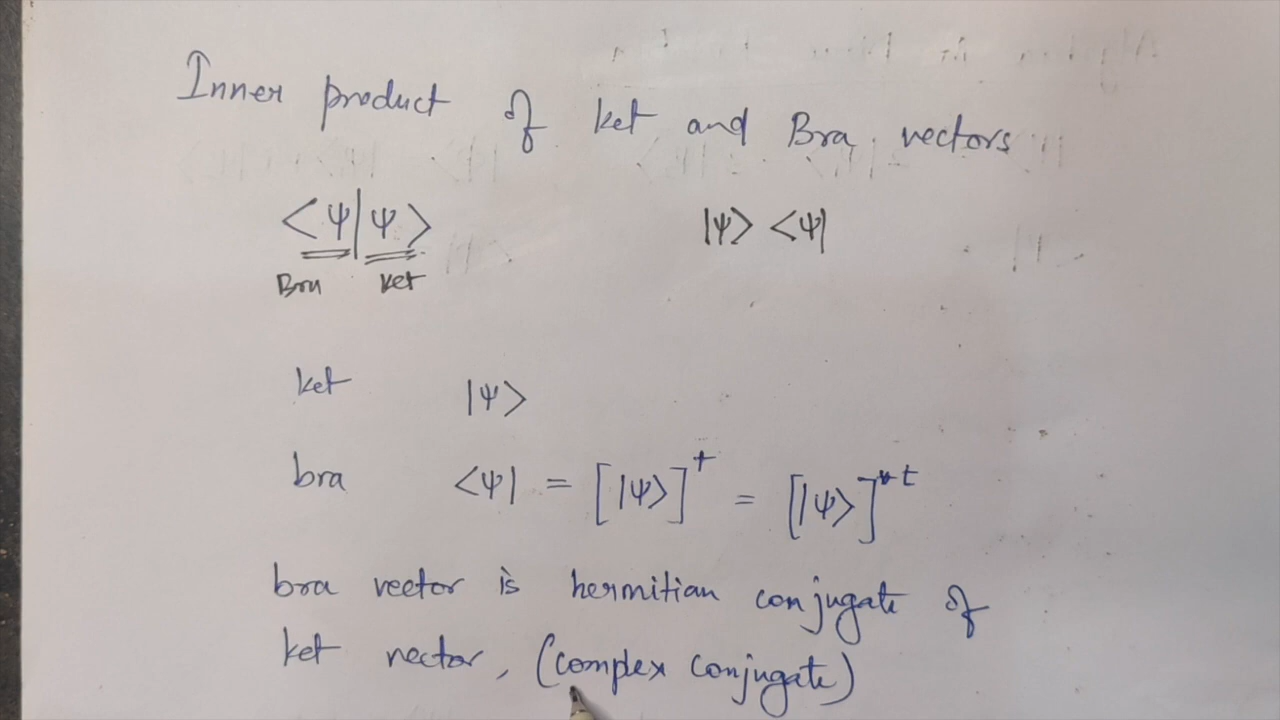 Inner product of ket and Bra vectors
<ψ|ψ> |ψ> <ψ|
Bra ket
ket |ψ>
bra <ψ| = [|ψ>]† = [|ψ>]*t
bra vector is hermitian conjugate of
ket vector, (complex conjugate)